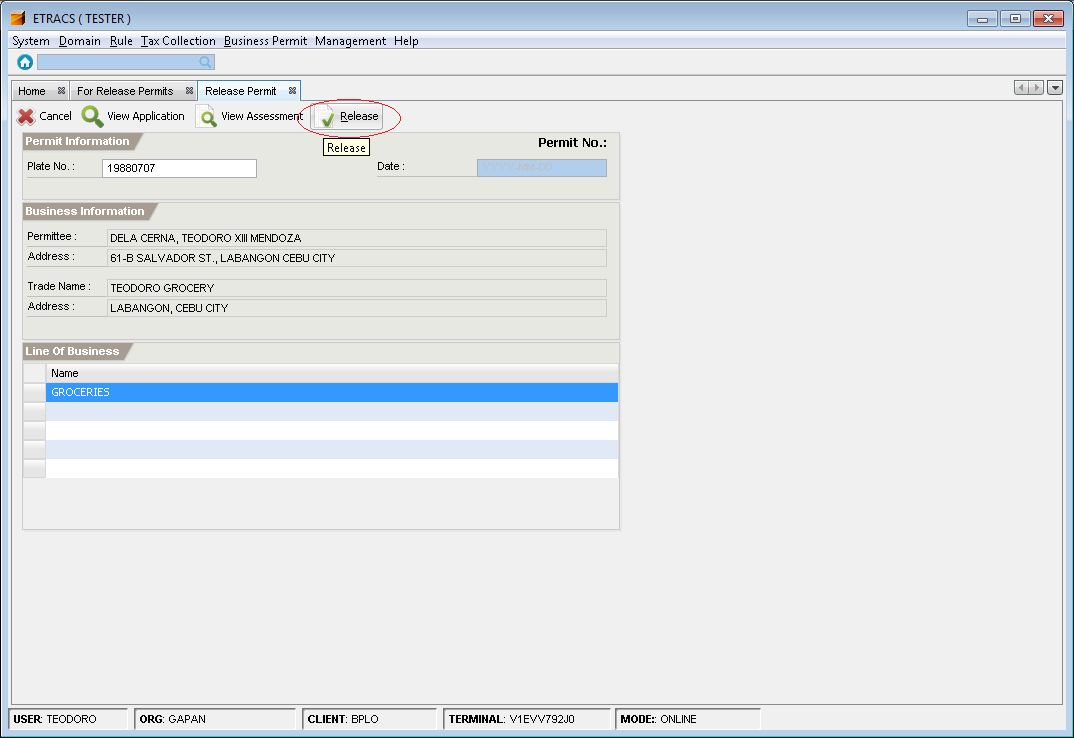 ETRACS ( TESTER )
System Domain Rule Tax Collection Business Permit Management Help
Home For Release Permits Release Permit
Cancel View Application View Assessment Release
Release
Permit Information
Permit No.:
Plate No. : 19880707 Date : YYYY-MM-DD
Business Information
Permittee : DELA CERNA, TEODORO XIII MENDOZA
Address : 61-B SALVADOR ST., LABANGON CEBU CITY
Trade Name : TEODORO GROCERY
Address : LABANGON, CEBU CITY
Line Of Business
Name
GROCERIES
USER: TEODORO ORG: GAPAN CLIENT: BPLO TERMINAL: V1EVV792J0 MODE:: ONLINE